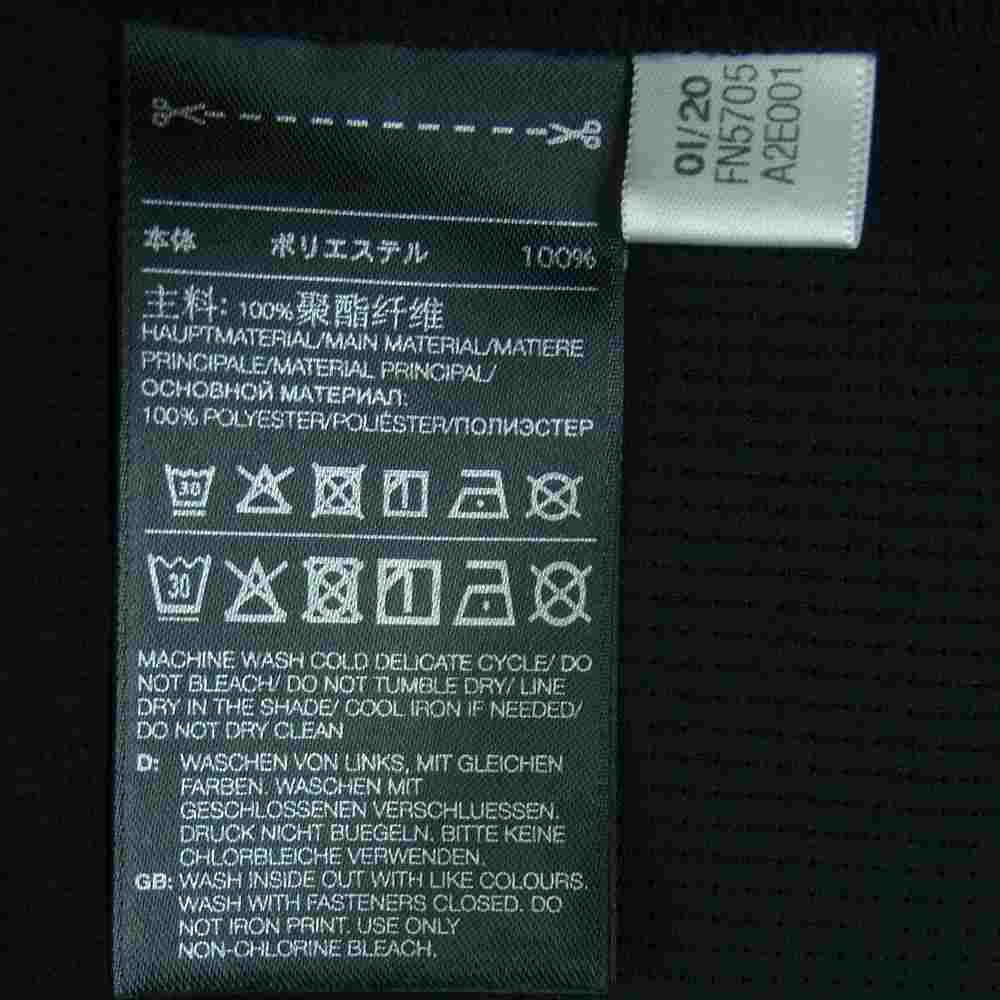 01/20
FN5705
A2E001
本体 ポリエステル 100%
主料: 100%聚酯纤维
HAUPTMATERIAL/MAIN MATERIAL/MATIERE
PRINCIPALE/MATERIAL PRINCIPAL/
ОСНОВНОЙ МАТЕРИАЛ:
100% POLYESTER/POLIÉSTER/ПОЛИЭСТЕР
30
30
MACHINE WASH COLD DELICATE CYCLE/ DO
NOT BLEACH/ DO NOT TUMBLE DRY/ LINE
DRY IN THE SHADE/ COOL IRON IF NEEDED/
DO NOT DRY CLEAN
D: WASCHEN VON LINKS, MIT GLEICHEN
FARBEN. WASCHEN MIT
GESCHLOSSENEN VERSCHLUESSEN.
DRUCK NICHT BUEGELN. BITTE KEINE
CHLORBLEICHE VERWENDEN.
GB: WASH INSIDE OUT WITH LIKE COLOURS.
WASH WITH FASTENERS CLOSED. DO
NOT IRON PRINT. USE ONLY
NON-CHLORINE BLEACH.